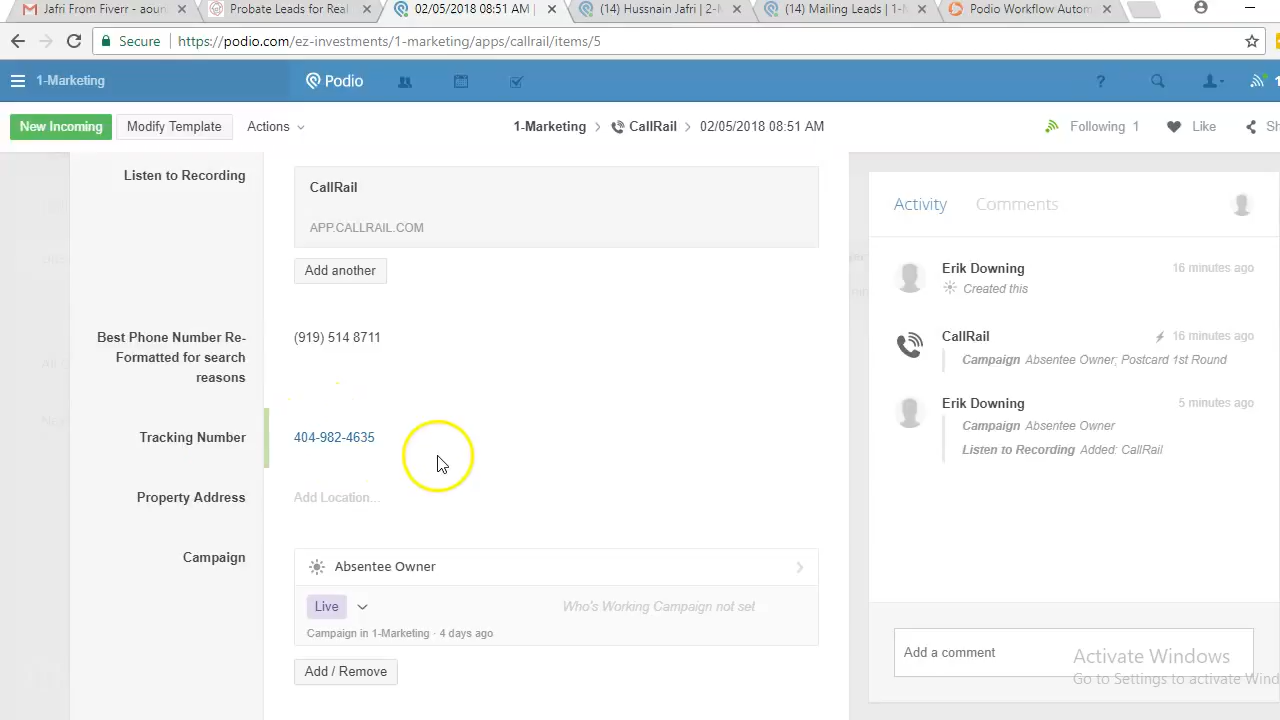 Jafri From Fiverr - aoun
Probate Leads for Real
02/05/2018 08:51 AM |
(14) Hussnain Jafri | 2-M
(14) Mailing Leads | 1-M
Podio Workflow Autom
Secure
https://podio.com/ez-investments/1-marketing/apps/callrail/items/5
1-Marketing
Podio
?
New Incoming
Modify Template
Actions
1-Marketing > CallRail > 02/05/2018 08:51 AM
Following 1
Like
Sh
Listen to Recording
CallRail
APP.CALLRAIL.COM
Add another
Best Phone Number Re-
Formatted for search
reasons
(919) 514 8711
Tracking Number
404-982-4635
Property Address
Add Location...
Campaign
Absentee Owner
Live
Who's Working Campaign not set
Campaign in 1-Marketing · 4 days ago
Add / Remove
Activity
Comments
Erik Downing
16 minutes ago
Created this
CallRail
16 minutes ago
Campaign Absentee Owner; Postcard 1st Round
Erik Downing
5 minutes ago
Campaign Absentee Owner
Listen to Recording Added: CallRail
Add a comment
Activate Windows
Go to Settings to activate Wind